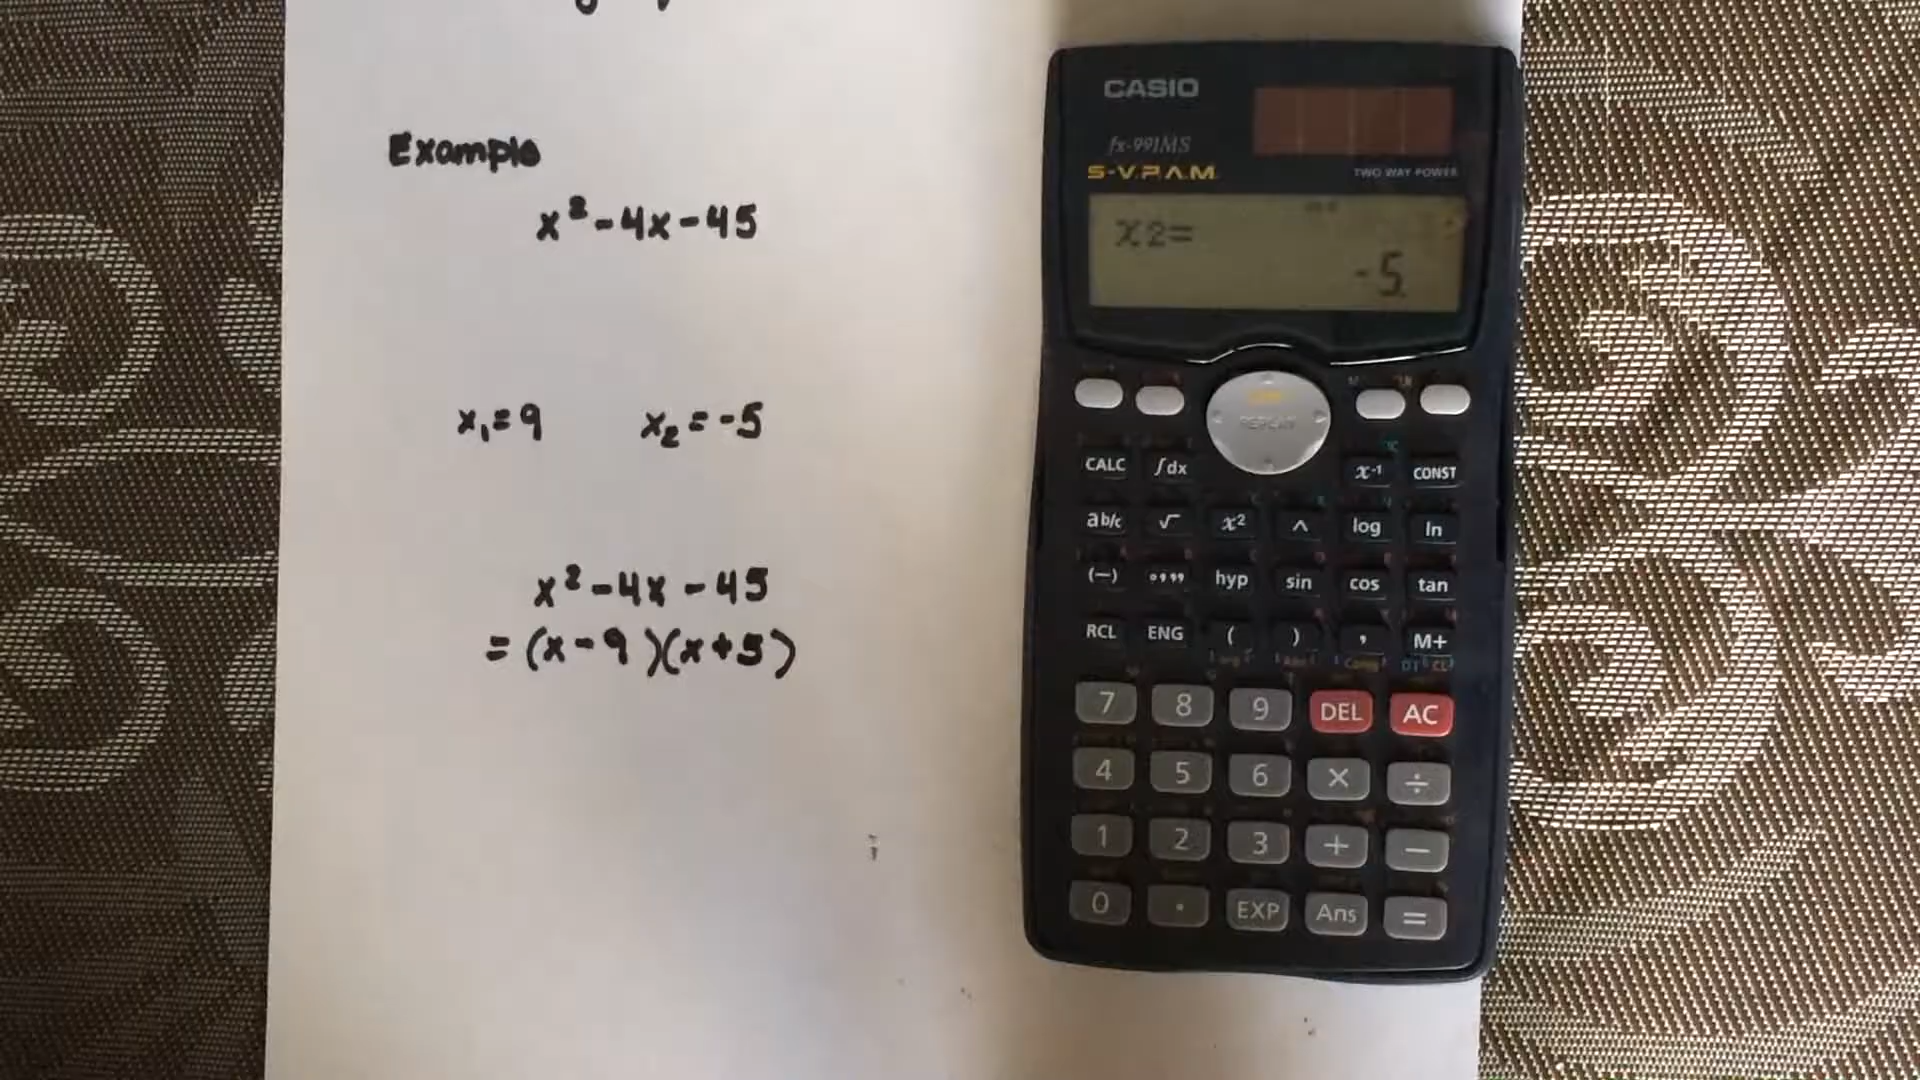 Example
x² - 4x - 45
x₁ = 9 x₂ = -5
x² - 4x - 45
= (x - 9)(x + 5)
CASIO
fx-991MS
S-V.P.A.M.
TWO WAY POWER
x2=
-5.
REPLAY
CALC ∫dx x⁻¹ CONST
ab/c √ x² ^ log ln
(−) °,,, hyp sin cos tan
RCL ENG ( ) , M+
7 8 9 DEL AC
4 5 6 × ÷
1 2 3 + −
0 . EXP Ans =